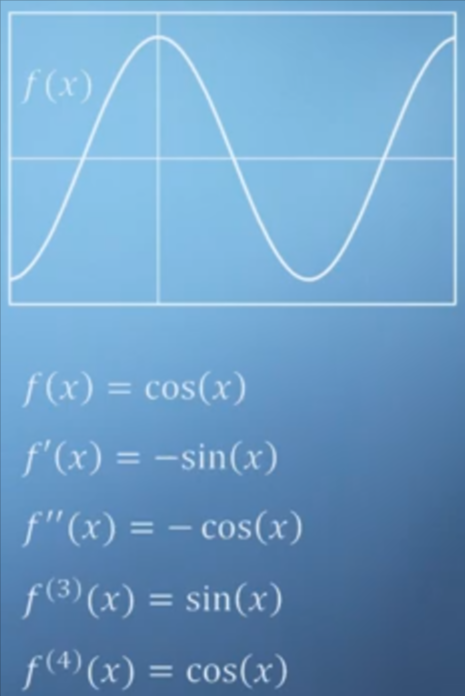 f(x)
f(x) = cos(x)
f′(x) = −sin(x)
f′′(x) = − cos(x)
f⁽³⁾(x) = sin(x)
f⁽⁴⁾(x) = cos(x)